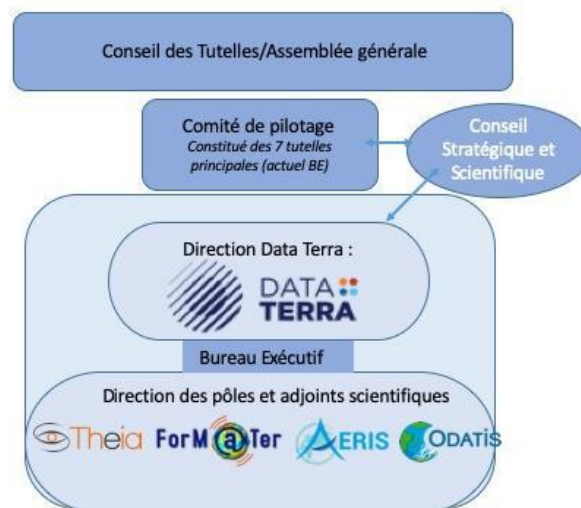 Conseil des Tutelles/Assemblée générale
Comité de pilotage
Constitué des 7 tutelles
principales (actuel BE)
Conseil
Stratégique et
Scientifique
Direction Data Terra :
DATA
TERRA
Bureau Exécutif
Direction des pôles et adjoints scientifiques
Theia
ForM@Ter
AERIS
ODATIS